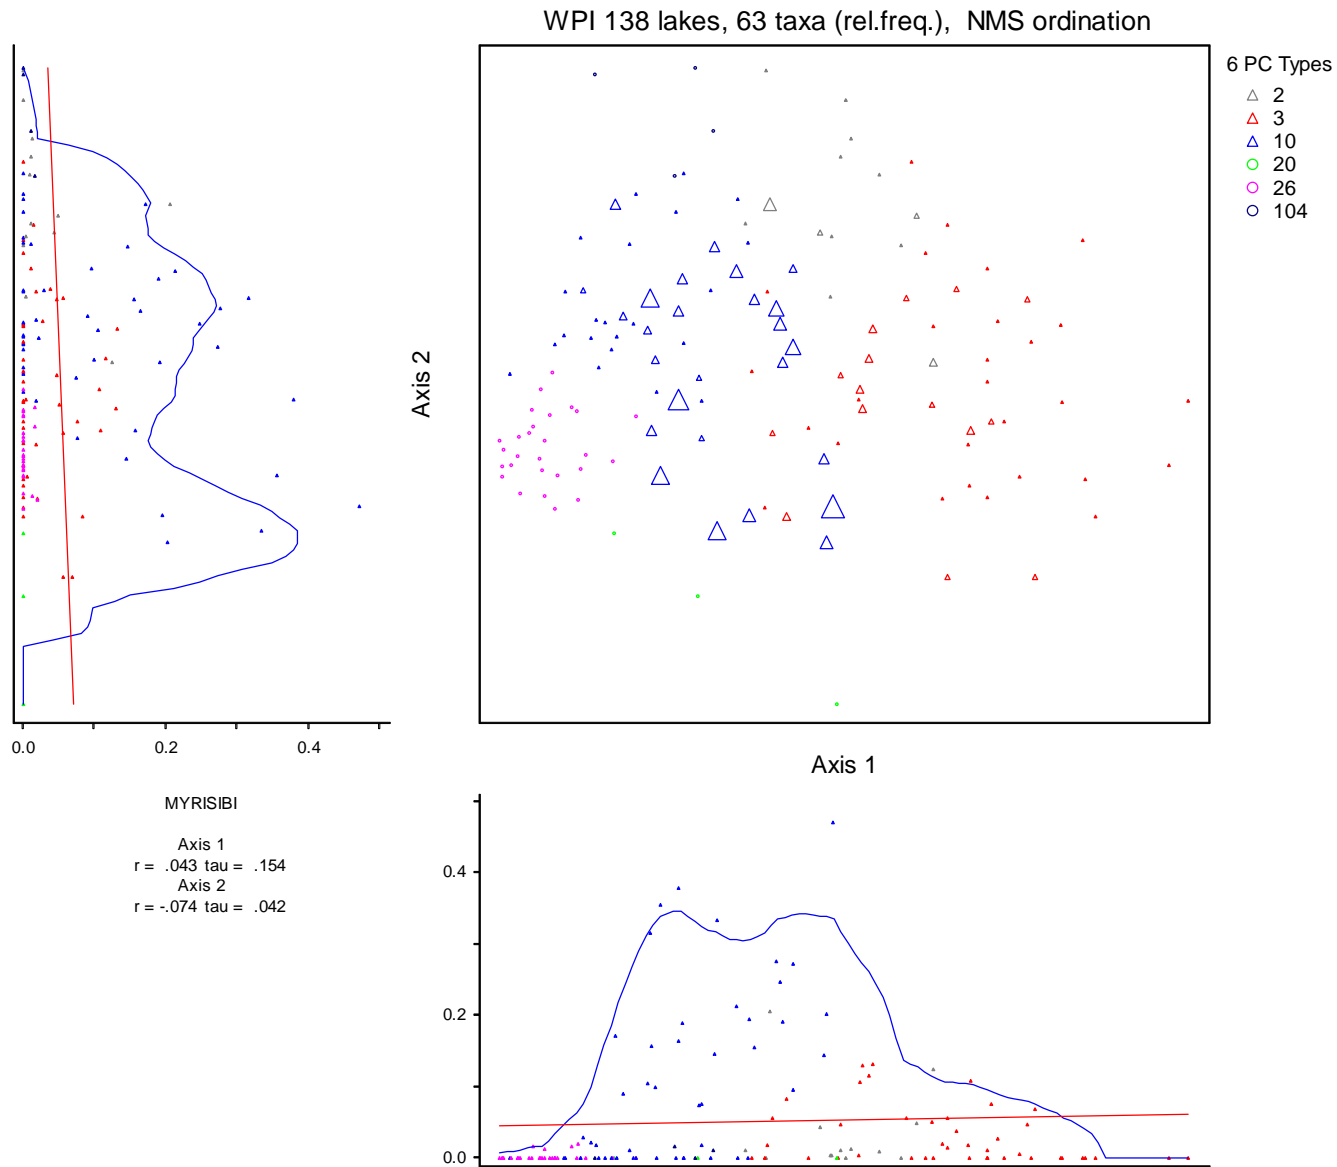 WPI 138 lakes, 63 taxa (rel.freq.), NMS ordination
6 PC Types
2
3
10
20
26
104
Axis 2
0.0 0.2 0.4
Axis 1
MYRISIBI
Axis 1
r = .043 tau = .154
Axis 2
r = -.074 tau = .042
0.4
0.2
0.0